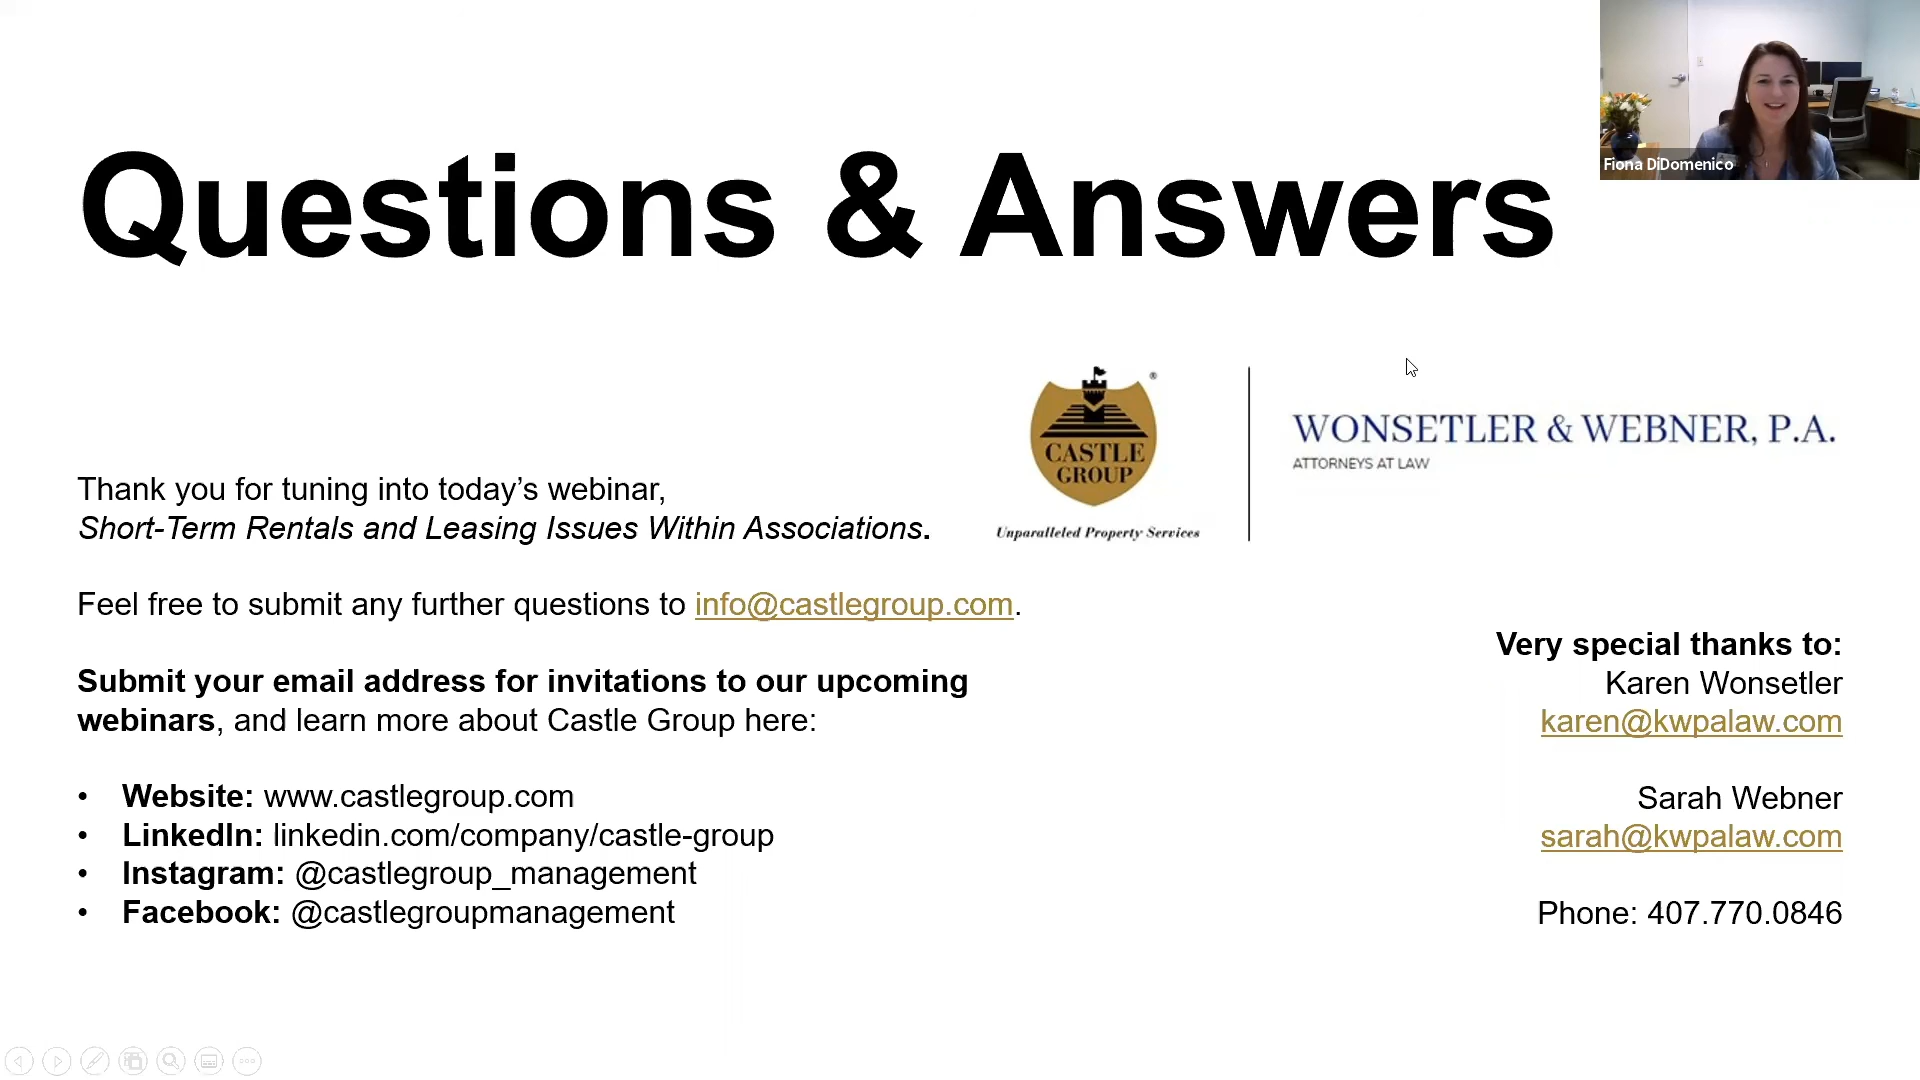 Fiona DiDomenico
Questions & Answers
CASTLE
GROUP
®
Unparalleled Property Services
WONSETLER & WEBNER, P.A.
ATTORNEYS AT LAW
Thank you for tuning into today’s webinar,
Short-Term Rentals and Leasing Issues Within Associations.
Feel free to submit any further questions to info@castlegroup.com.
Submit your email address for invitations to our upcoming
webinars, and learn more about Castle Group here:
• Website: www.castlegroup.com
• LinkedIn: linkedin.com/company/castle-group
• Instagram: @castlegroup_management
• Facebook: @castlegroupmanagement
Very special thanks to:
Karen Wonsetler
karen@kwpalaw.com
Sarah Webner
sarah@kwpalaw.com
Phone: 407.770.0846